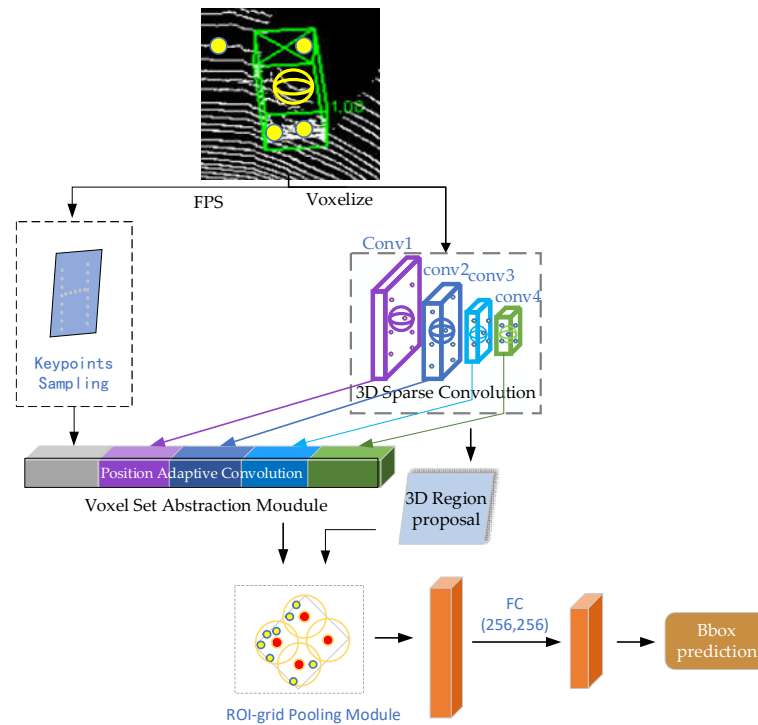 1.00
FPS
Voxelize
Conv1
conv2
conv3
conv4
Keypoints
Sampling
3D Sparse Convolution
Position Adaptive Convolution
Voxel Set Abstraction Moudule
3D Region
proposal
FC
(256,256)
Bbox
prediction
ROI-grid Pooling Module